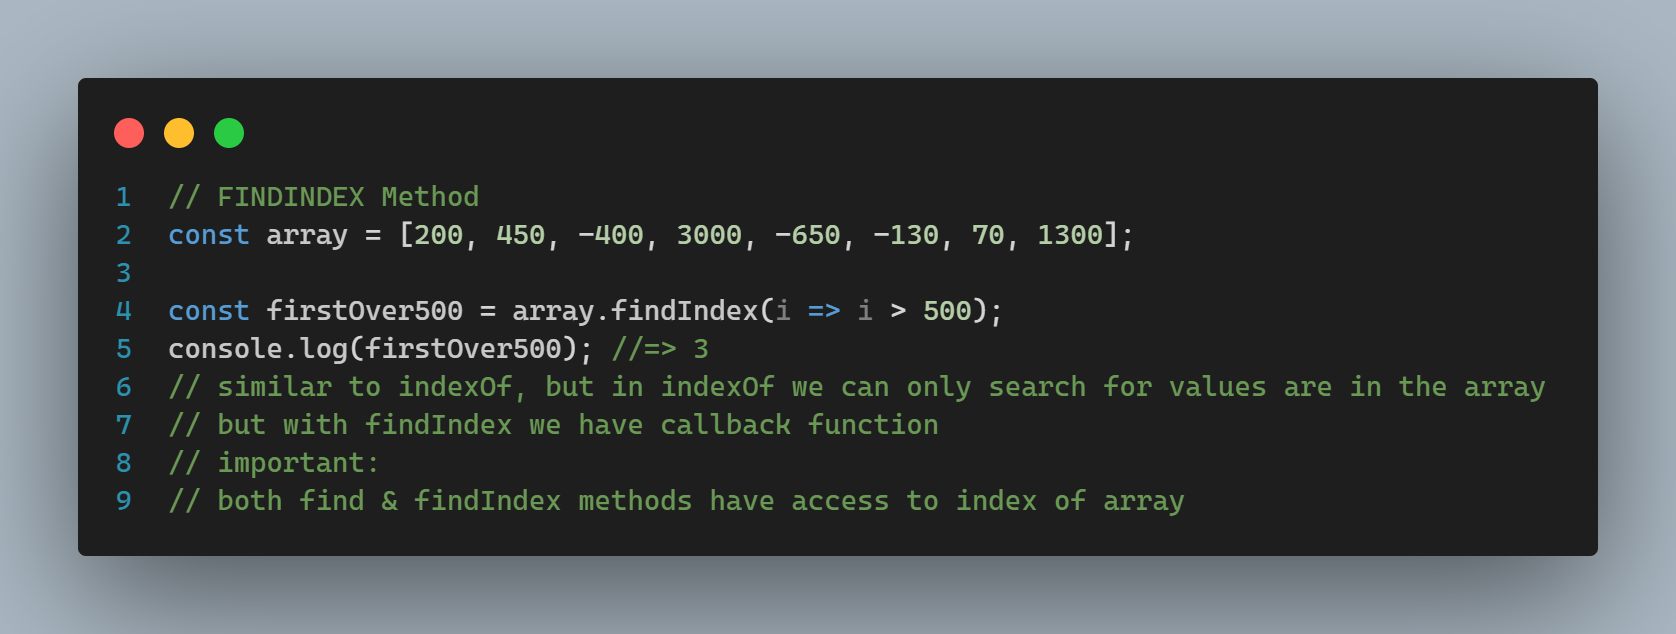 1 // FINDINDEX Method
2 const array = [200, 450, -400, 3000, -650, -130, 70, 1300];
3
4 const firstOver500 = array.findIndex(i => i > 500);
5 console.log(firstOver500); //=> 3
6 // similar to indexOf, but in indexOf we can only search for values are in the array
7 // but with findIndex we have callback function
8 // important:
9 // both find & findIndex methods have access to index of array